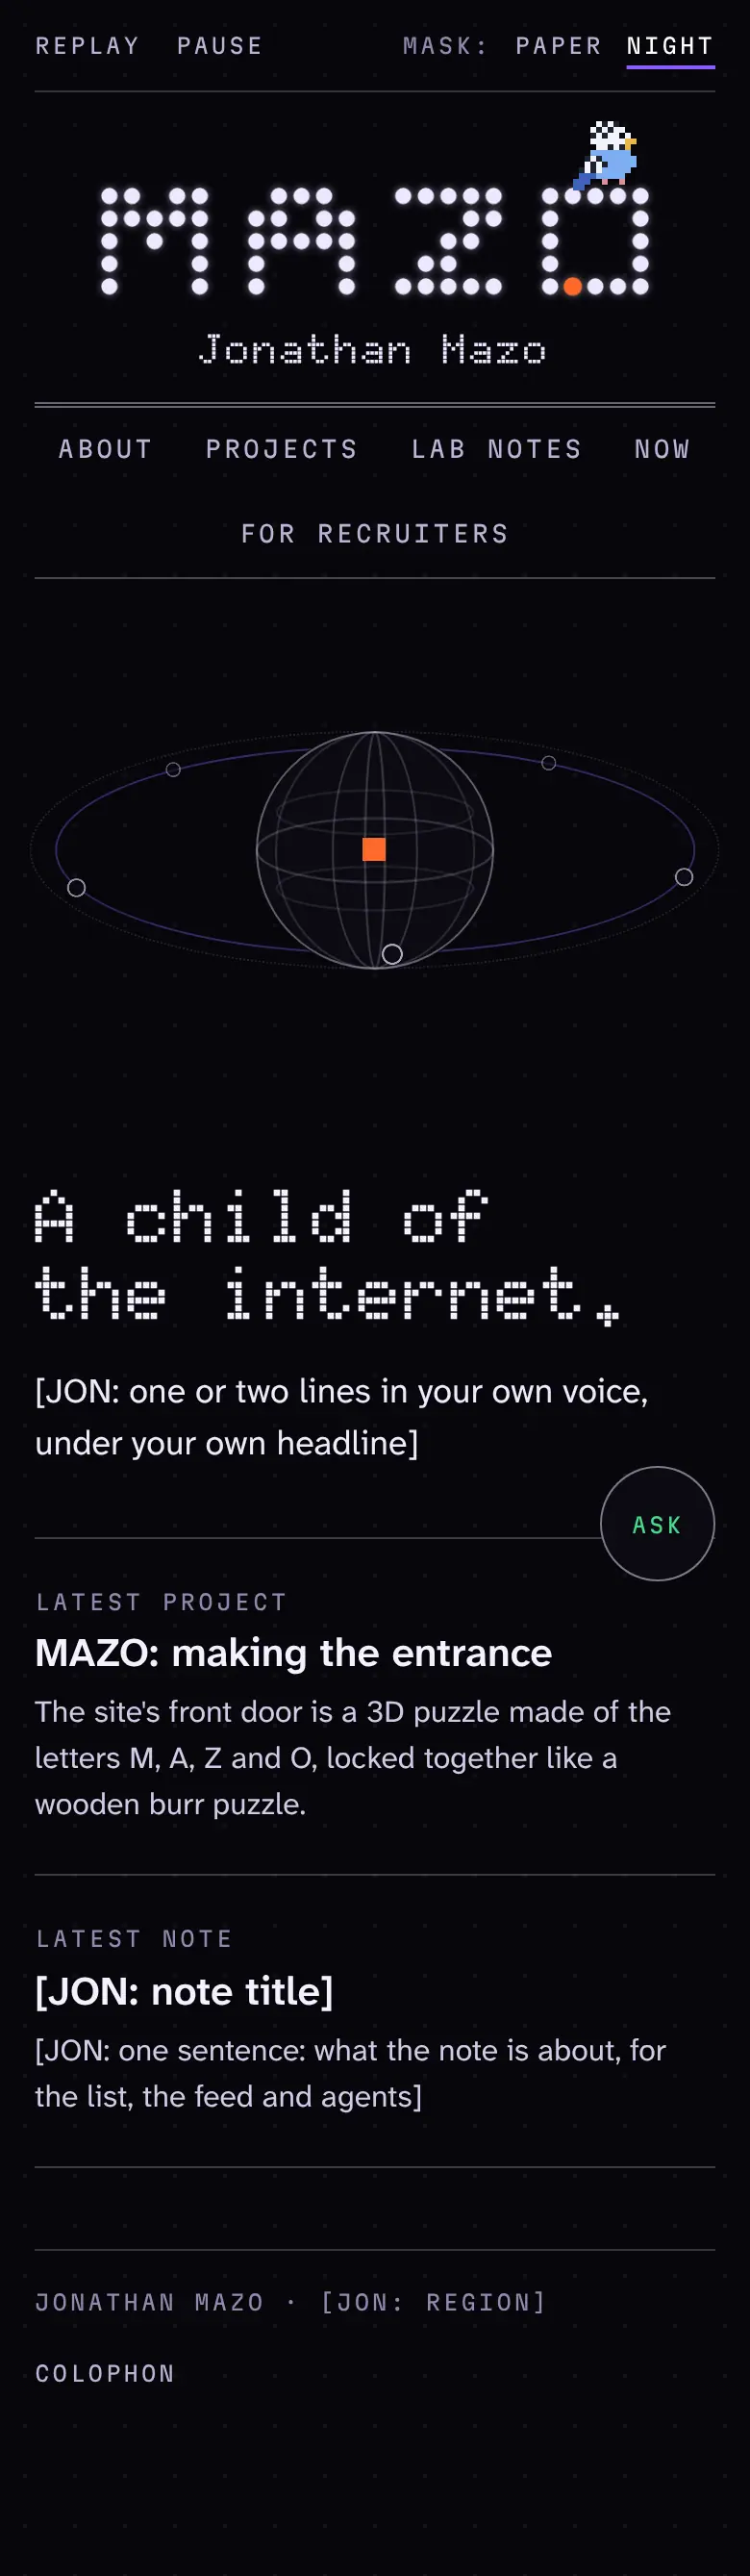 REPLAY PAUSE MASK: PAPER NIGHT
MAZO
Jonathan Mazo
ABOUT PROJECTS LAB NOTES NOW
FOR RECRUITERS
A child of
the internet.
[JON: one or two lines in your own voice,
under your own headline]
ASK
LATEST PROJECT
MAZO: making the entrance
The site's front door is a 3D puzzle made of the
letters M, A, Z and O, locked together like a
wooden burr puzzle.
LATEST NOTE
[JON: note title]
[JON: one sentence: what the note is about, for
the list, the feed and agents]
JONATHAN MAZO · [JON: REGION]
COLOPHON